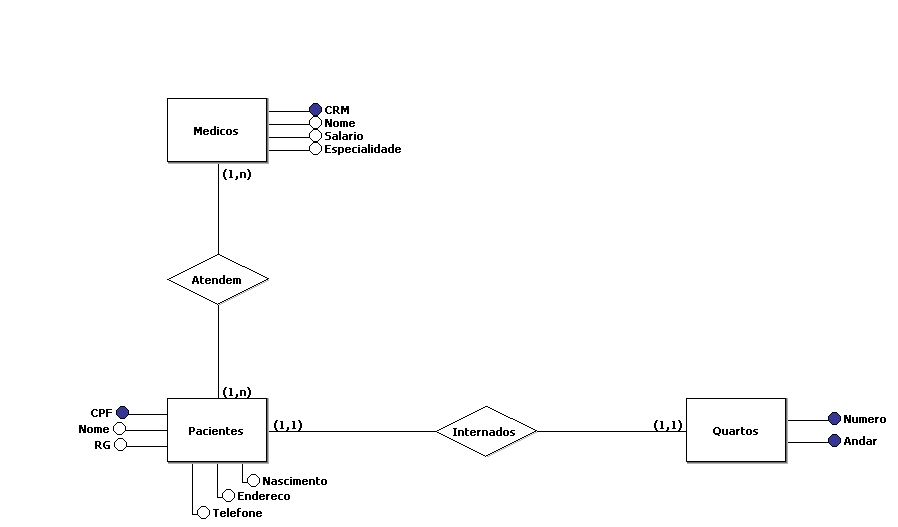 CRM
Nome
Medicos
Salario
Especialidade
(1,n)
Atendem
(1,n)
CPF
Nome
RG
Pacientes
(1,1)
Internados
(1,1)
Quartos
Numero
Andar
Nascimento
Endereco
Telefone